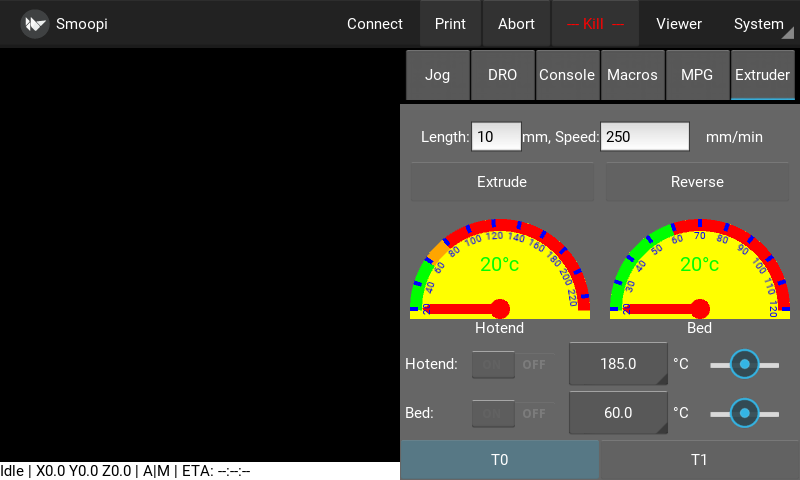 Smoopi Connect Print Abort — Kill — Viewer System
Jog DRO Console Macros MPG Extruder
Length: 10 mm, Speed: 250 mm/min
Extrude Reverse
20 40 60 80 100 120 140 160 180 200 220
20°c
Hotend
20 30 40 50 60 70 80 90 100 110 120
20°c
Bed
Hotend: ON OFF 185.0 °C
Bed: ON OFF 60.0 °C
T0 T1
Idle | X0.0 Y0.0 Z0.0 | A|M | ETA: --:--:--